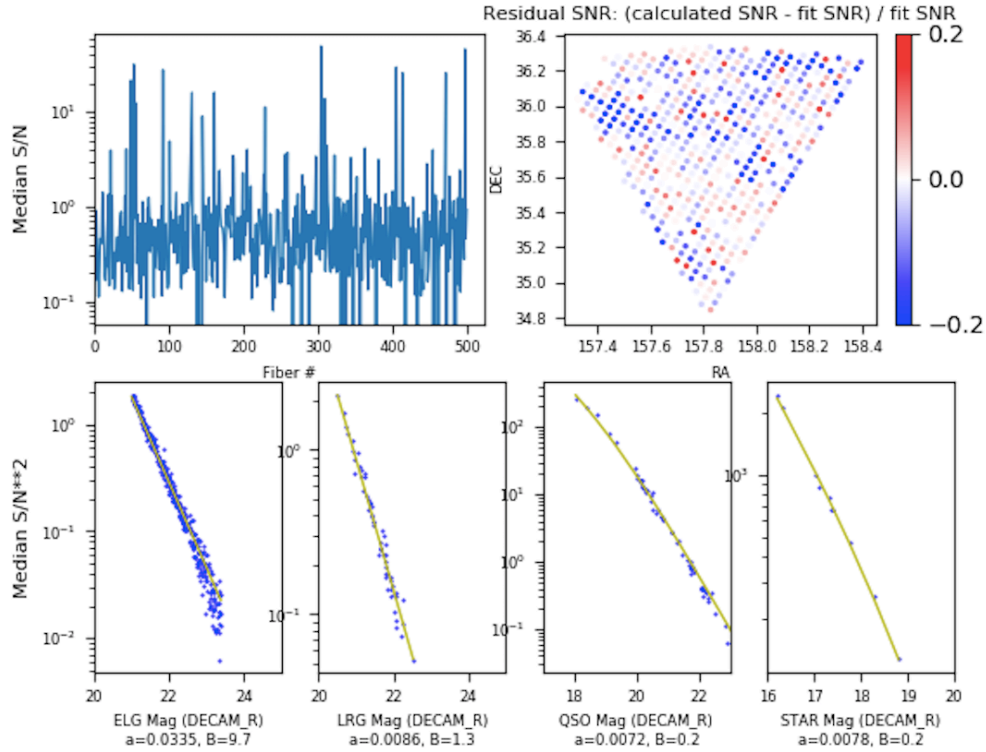 Residual SNR: (calculated SNR - fit SNR) / fit SNR
Median S/N
10¹
10⁰
10⁻¹
0 100 200 300 400 500
Fiber #
DEC
36.4
36.2
36.0
35.8
35.6
35.4
35.2
35.0
34.8
157.4 157.6 157.8 158.0 158.2 158.4
RA
0.2
0.0
−0.2
Median S/N**2
10⁰
10⁻¹
10⁻²
20 22 24
ELG Mag (DECAM_R)
a=0.0335, B=9.7
10⁰
10⁻¹
20 22 24
LRG Mag (DECAM_R)
a=0.0086, B=1.3
10²
10¹
10⁰
10⁻¹
18 20 22
QSO Mag (DECAM_R)
a=0.0072, B=0.2
10³
16 17 18 19 20
STAR Mag (DECAM_R)
a=0.0078, B=0.2